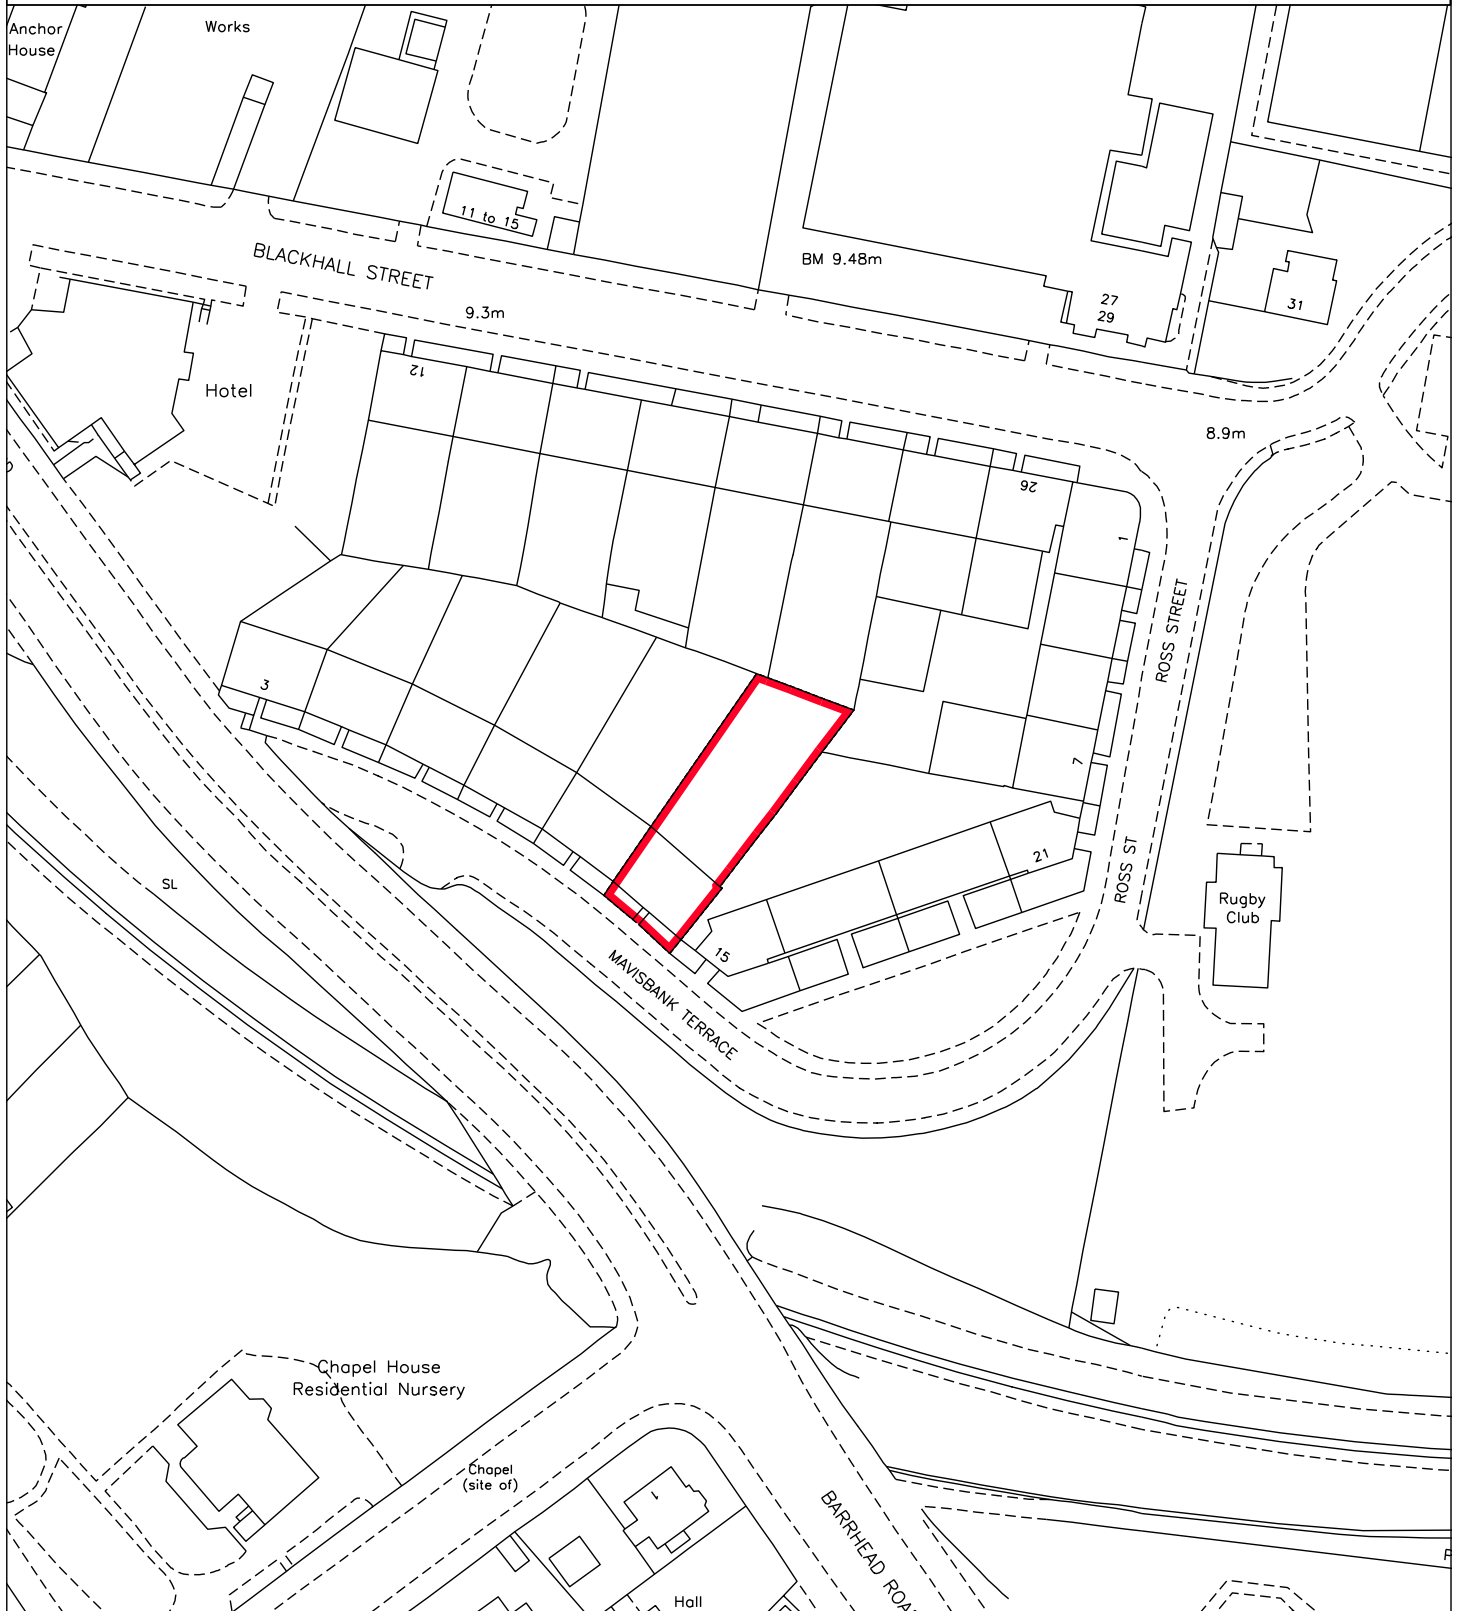 Anchor
House
Works
11 to 15
BLACKHALL STREET
BM 9.48m
27
29
31
9.3m
12
Hotel
8.9m
26
1
ROSS STREET
3
7
21
ROSS ST
SL
Rugby
Club
15
MAVISBANK TERRACE
Chapel House
Residential Nursery
Chapel
(site of)
1
BARRHEAD ROA
Hall